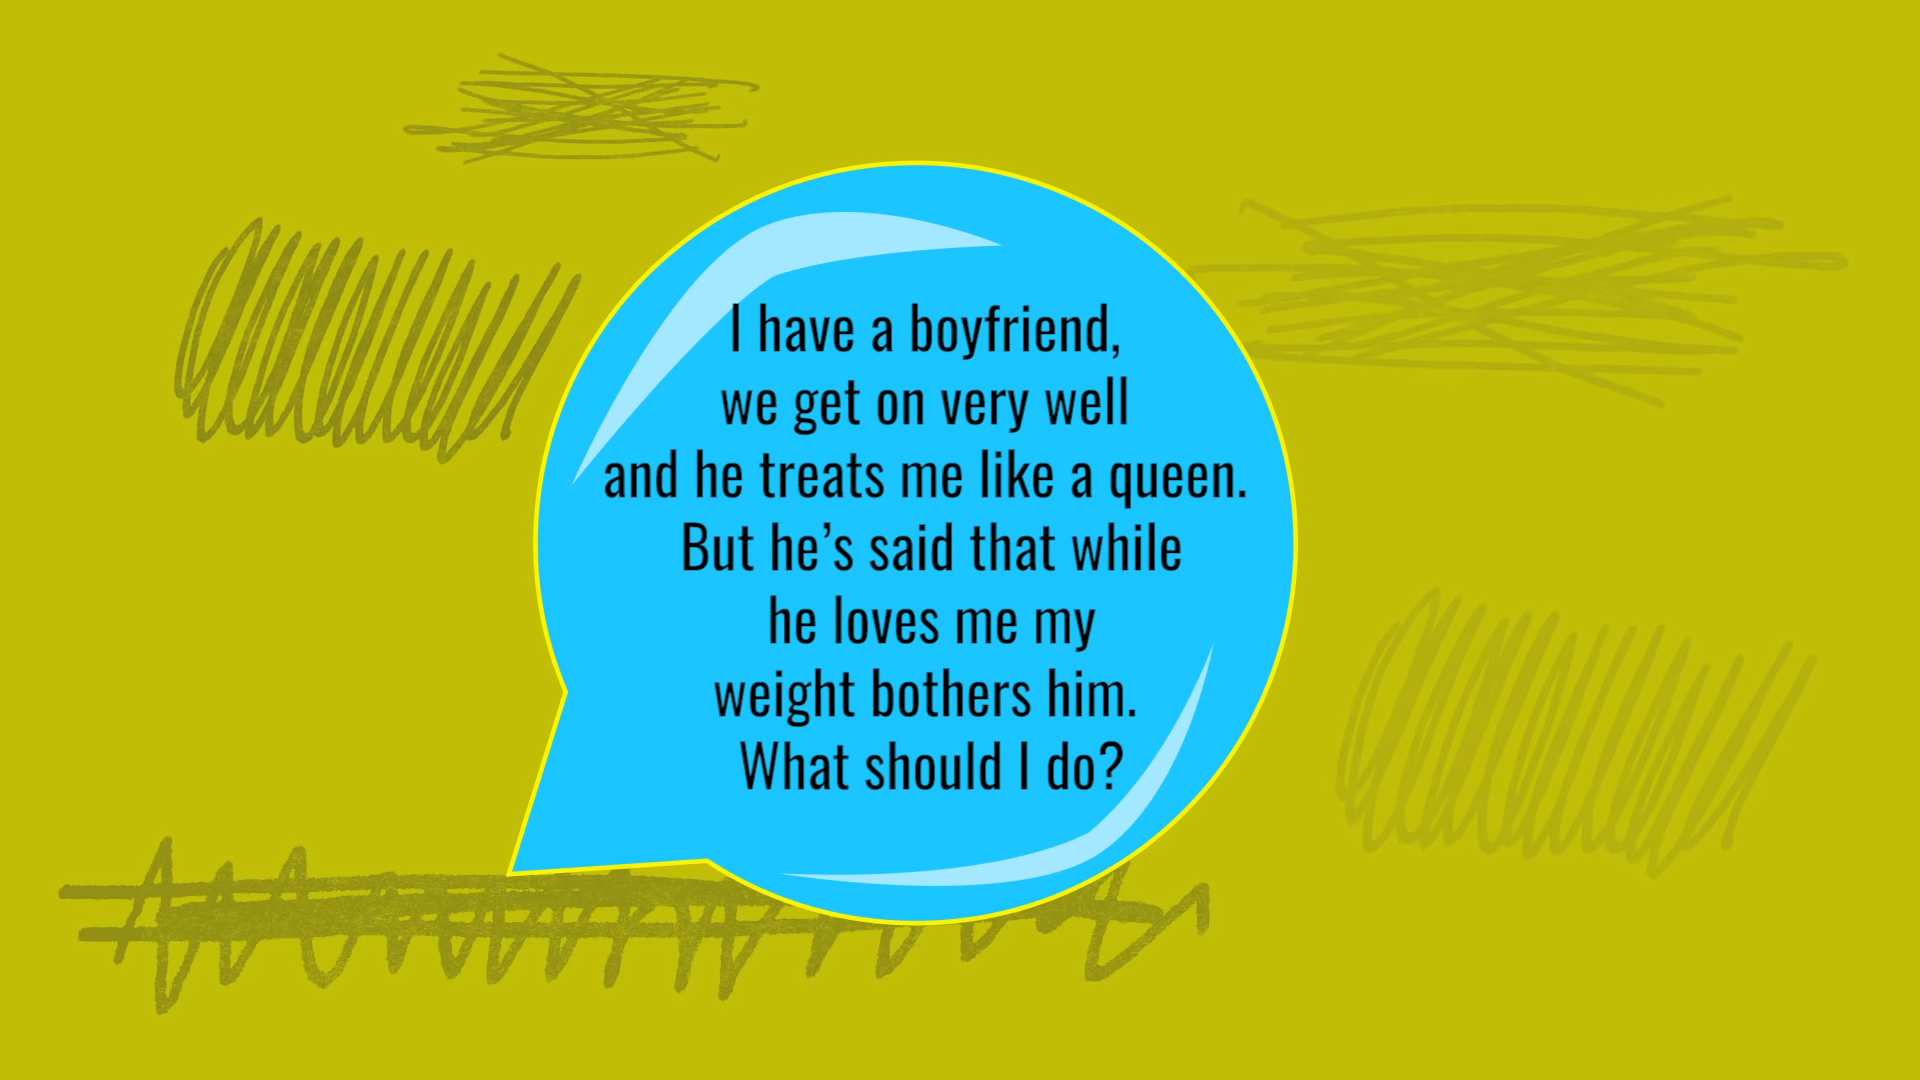 I have a boyfriend,
we get on very well
and he treats me like a queen.
But he’s said that while
he loves me my
weight bothers him.
What should I do?